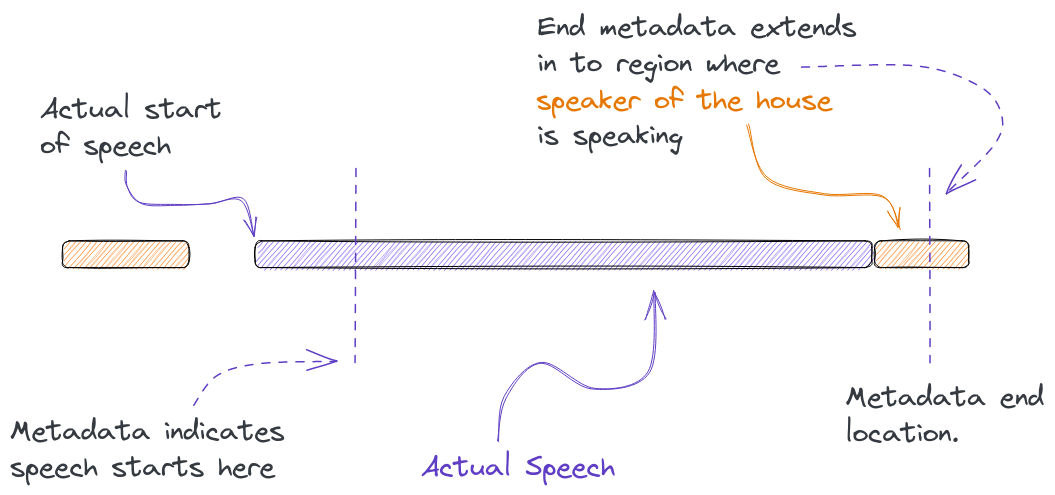 End metadata extends
in to region where
speaker of the house
is speaking
Actual start
of speech
Metadata indicates
speech starts here
Actual Speech
Metadata end
location.